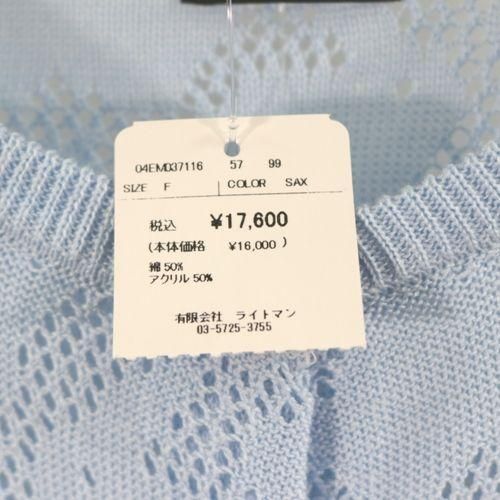 04EMD37116 57 99
SIZE F COLOR SAX
税込 ¥17,600
(本体価格 ¥16,000 )
綿 50%
アクリル 50%
有限会社 ライトマン
03-5725-3755